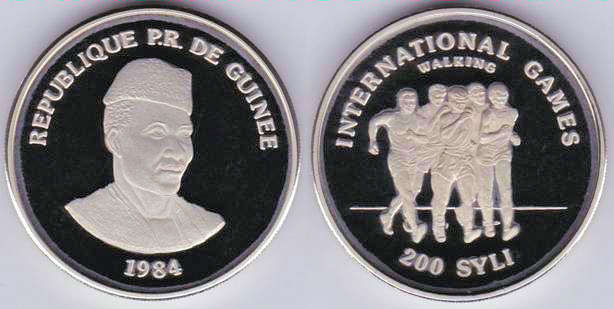 REPUBLIQUE P.R. DE GUINEE
1984
INTERNATIONAL GAMES
WALKING
200 SYLI